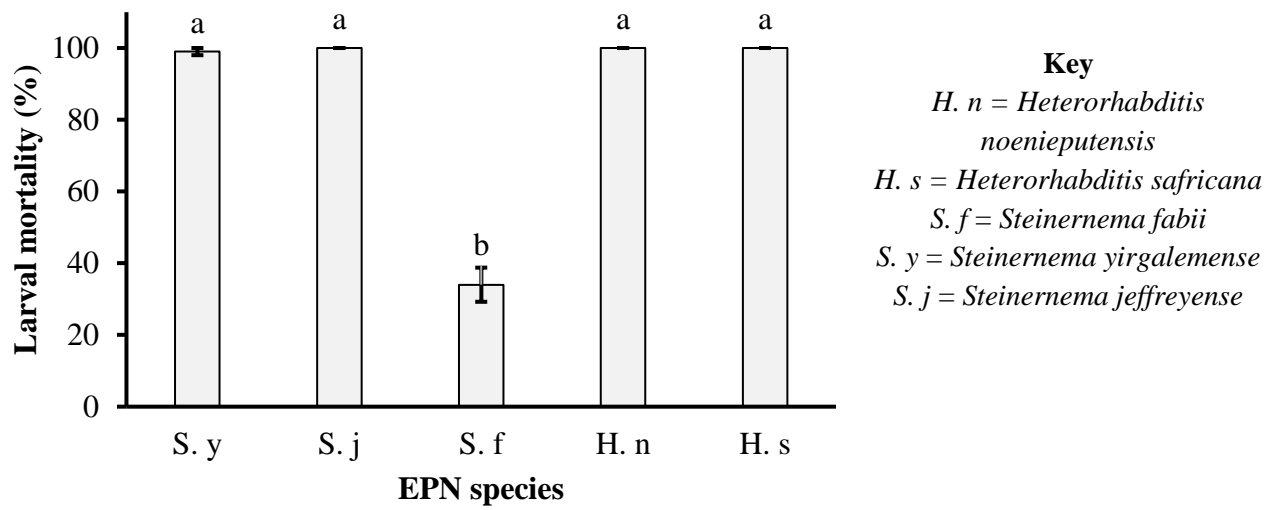 Larval mortality (%)
100
80
60
40
20
0
a
a
b
a
a
S. y
S. j
S. f
H. n
H. s
EPN species
Key
H. n = Heterorhabditis
noenieputensis
H. s = Heterorhabditis safricana
S. f = Steinernema fabii
S. y = Steinernema yirgalemense
S. j = Steinernema jeffreyense